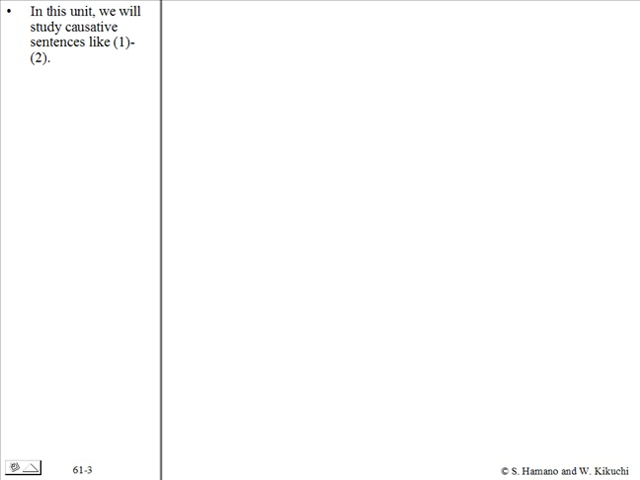 • In this unit, we will
study causative
sentences like (1)-
(2).
61-3
© S. Hamano and W. Kikuchi